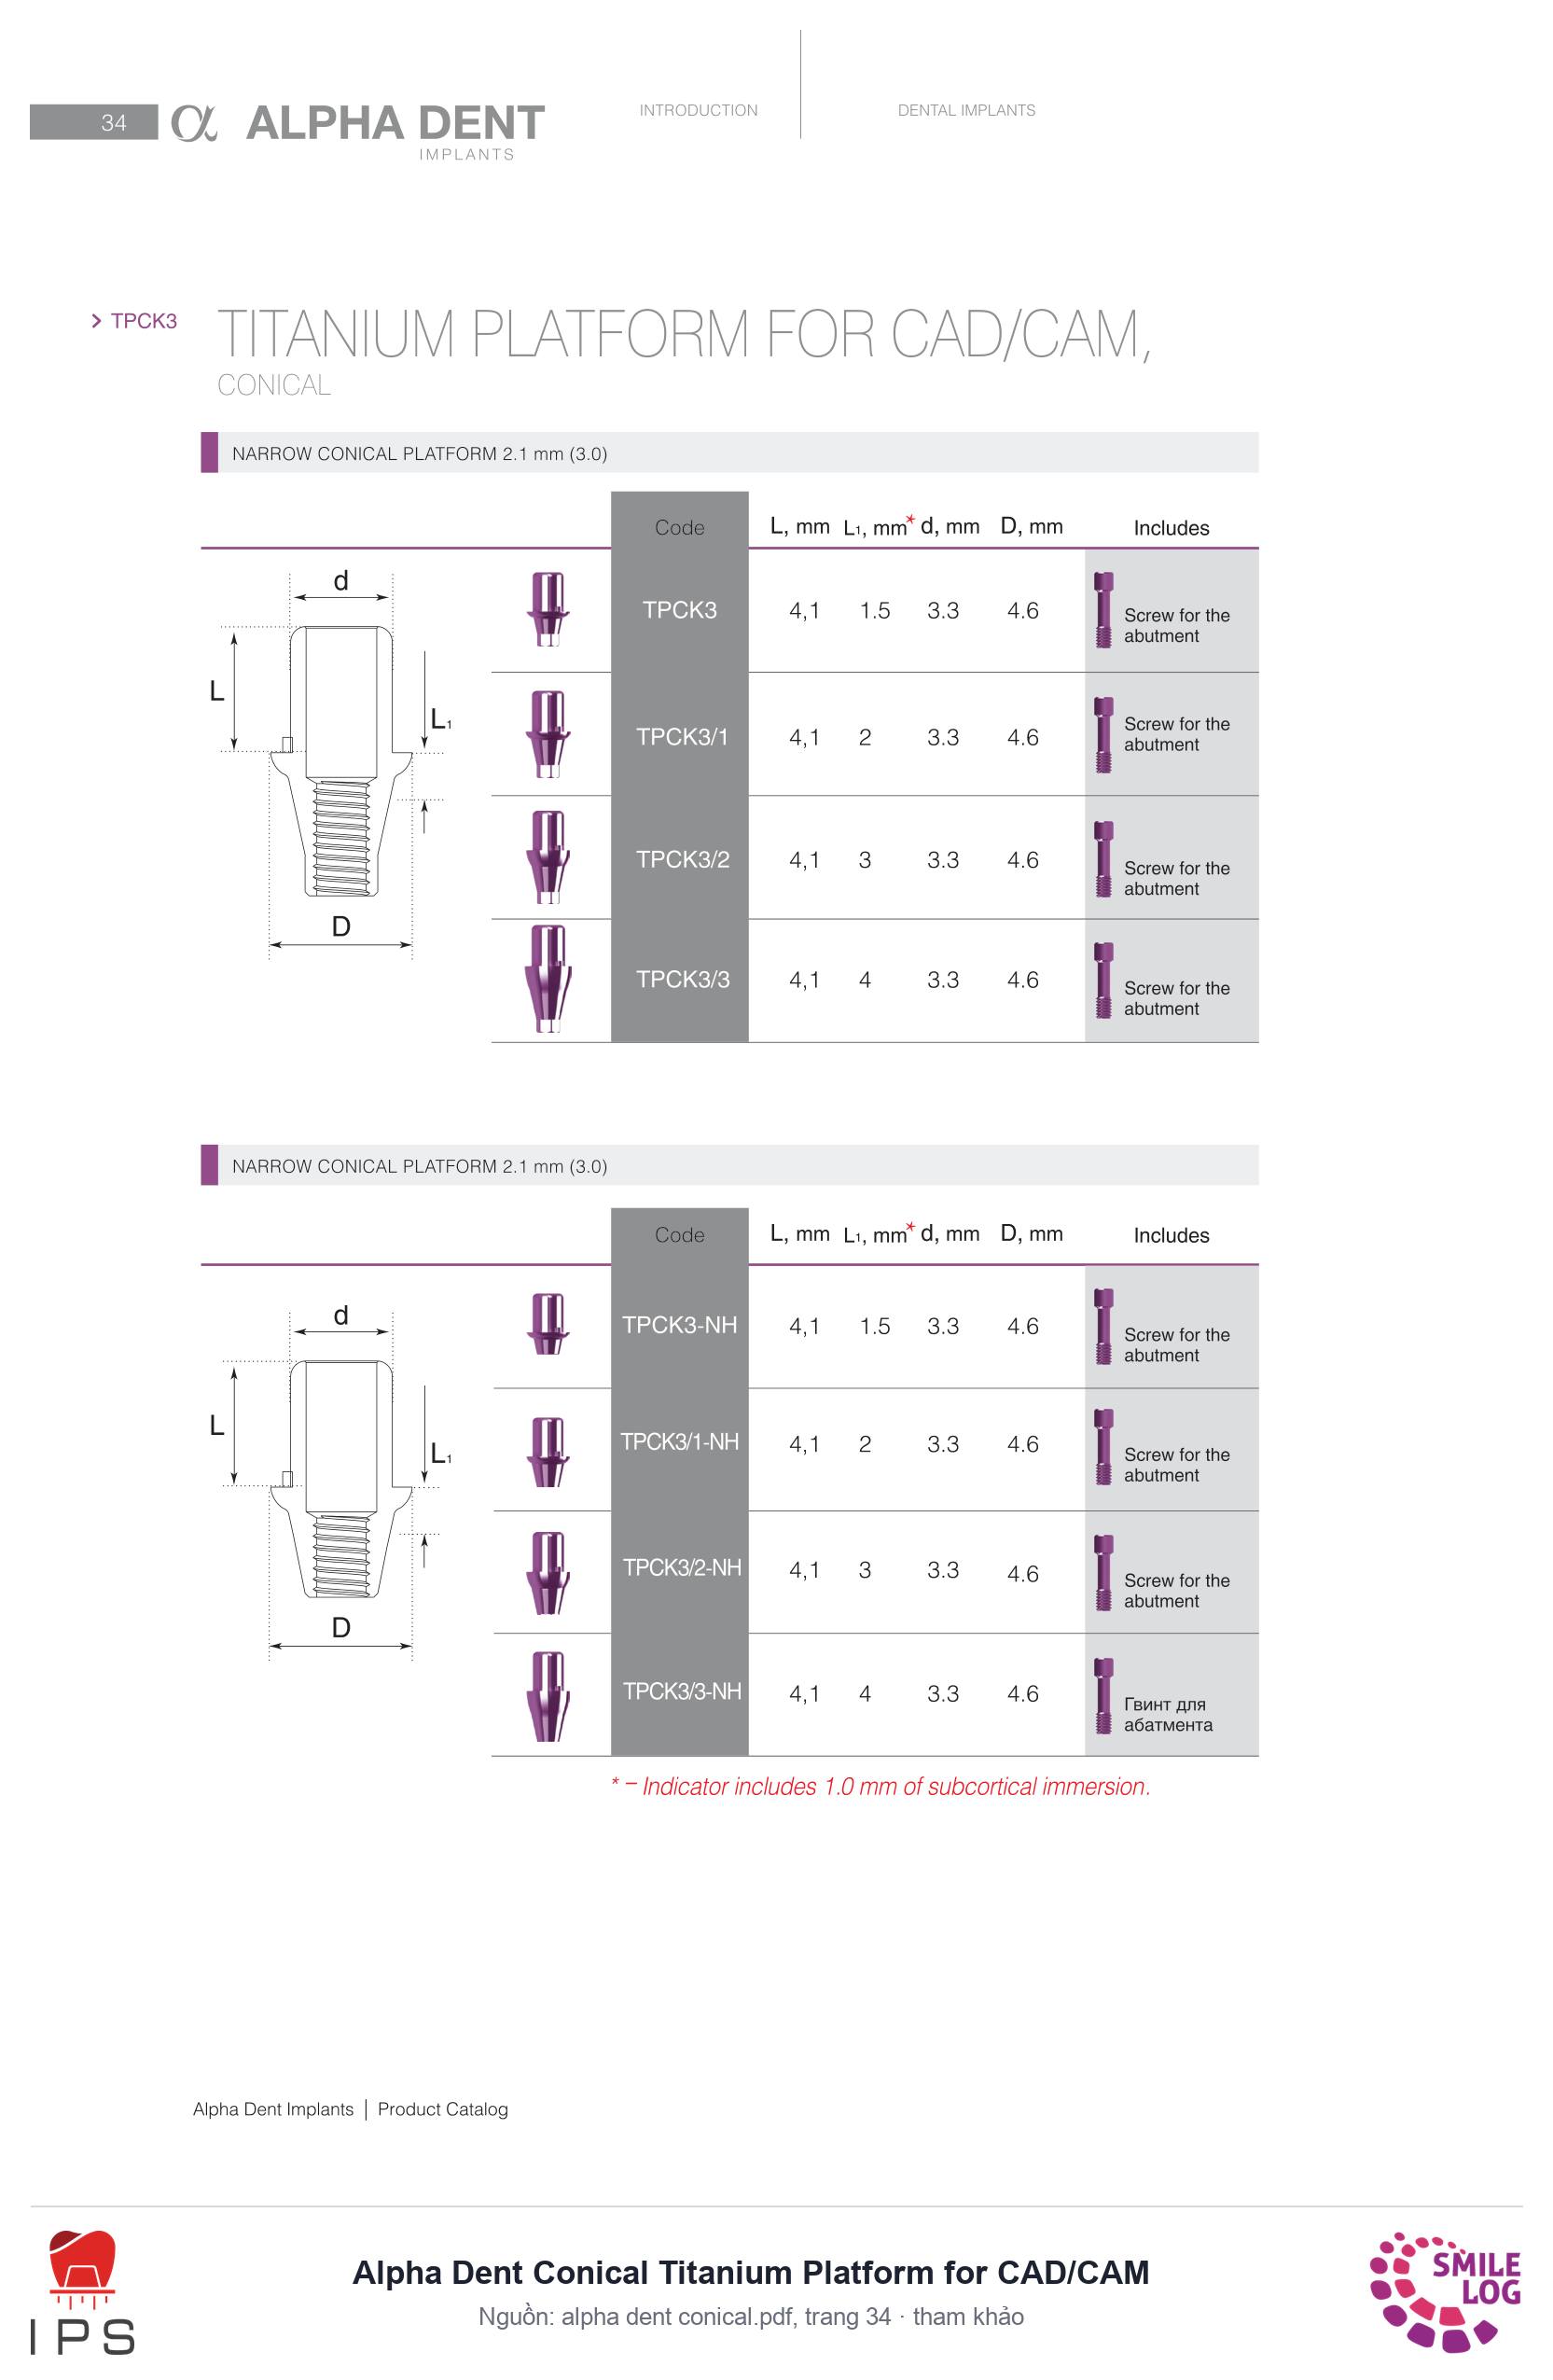 34
α ALPHA DENT
IMPLANTS
INTRODUCTION
DENTAL IMPLANTS
> TPCK3
TITANIUM PLATFORM FOR CAD/CAM,
CONICAL
NARROW CONICAL PLATFORM 2.1 mm (3.0)
Code L, mm L1, mm* d, mm D, mm Includes
d
L
L1
D
TPCK3 4,1 1.5 3.3 4.6 Screw for the
abutment
TPCK3/1 4,1 2 3.3 4.6 Screw for the
abutment
TPCK3/2 4,1 3 3.3 4.6 Screw for the
abutment
TPCK3/3 4,1 4 3.3 4.6 Screw for the
abutment
NARROW CONICAL PLATFORM 2.1 mm (3.0)
Code L, mm L1, mm* d, mm D, mm Includes
d
L
L1
D
TPCK3-NH 4,1 1.5 3.3 4.6 Screw for the
abutment
TPCK3/1-NH 4,1 2 3.3 4.6 Screw for the
abutment
TPCK3/2-NH 4,1 3 3.3 4.6 Screw for the
abutment
TPCK3/3-NH 4,1 4 3.3 4.6 Гвинт для
абатмента
* – Indicator includes 1.0 mm of subcortical immersion.
Alpha Dent Implants | Product Catalog
IPS
Alpha Dent Conical Titanium Platform for CAD/CAM
Nguồn: alpha dent conical.pdf, trang 34 · tham khảo
SMILE
LOG